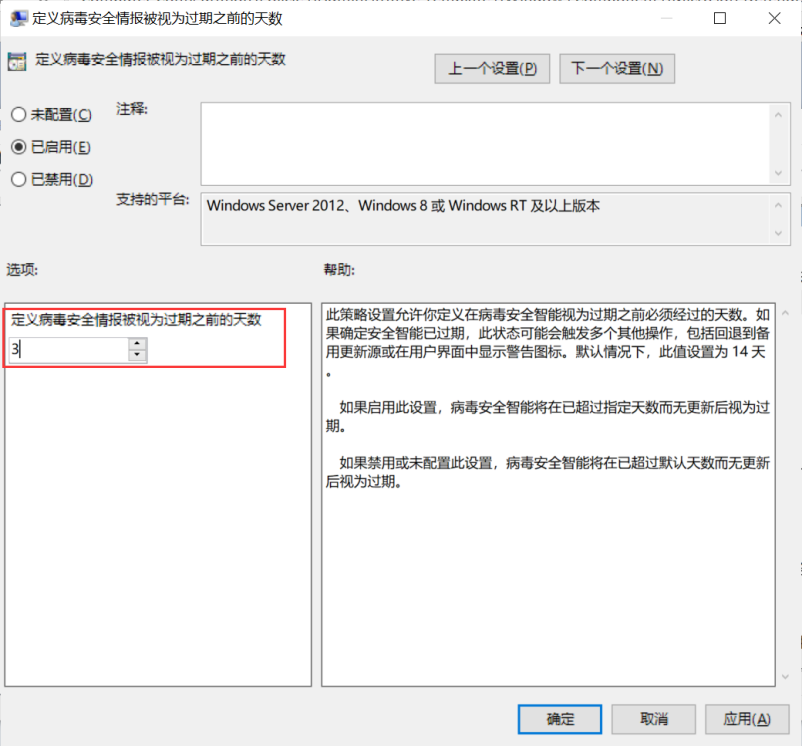 定义病毒安全情报被视为过期之前的天数
定义病毒安全情报被视为过期之前的天数
上一个设置(P)
下一个设置(N)
未配置(C)
注释:
已启用(E)
已禁用(D)
支持的平台:
Windows Server 2012、Windows 8 或 Windows RT 及以上版本
选项:
帮助:
定义病毒安全情报被视为过期之前的天数
3
此策略设置允许你定义在病毒安全智能视为过期之前必须经过的天数。如
果确定安全智能已过期，此状态可能会触发多个其他操作，包括回退到备
用更新源或在用户界面中显示警告图标。默认情况下，此值设置为 14 天
。
如果启用此设置，病毒安全智能将在已超过指定天数而无更新后视为过
期。
如果禁用或未配置此设置，病毒安全智能将在已超过默认天数而无更新
后视为过期。
确定
取消
应用(A)